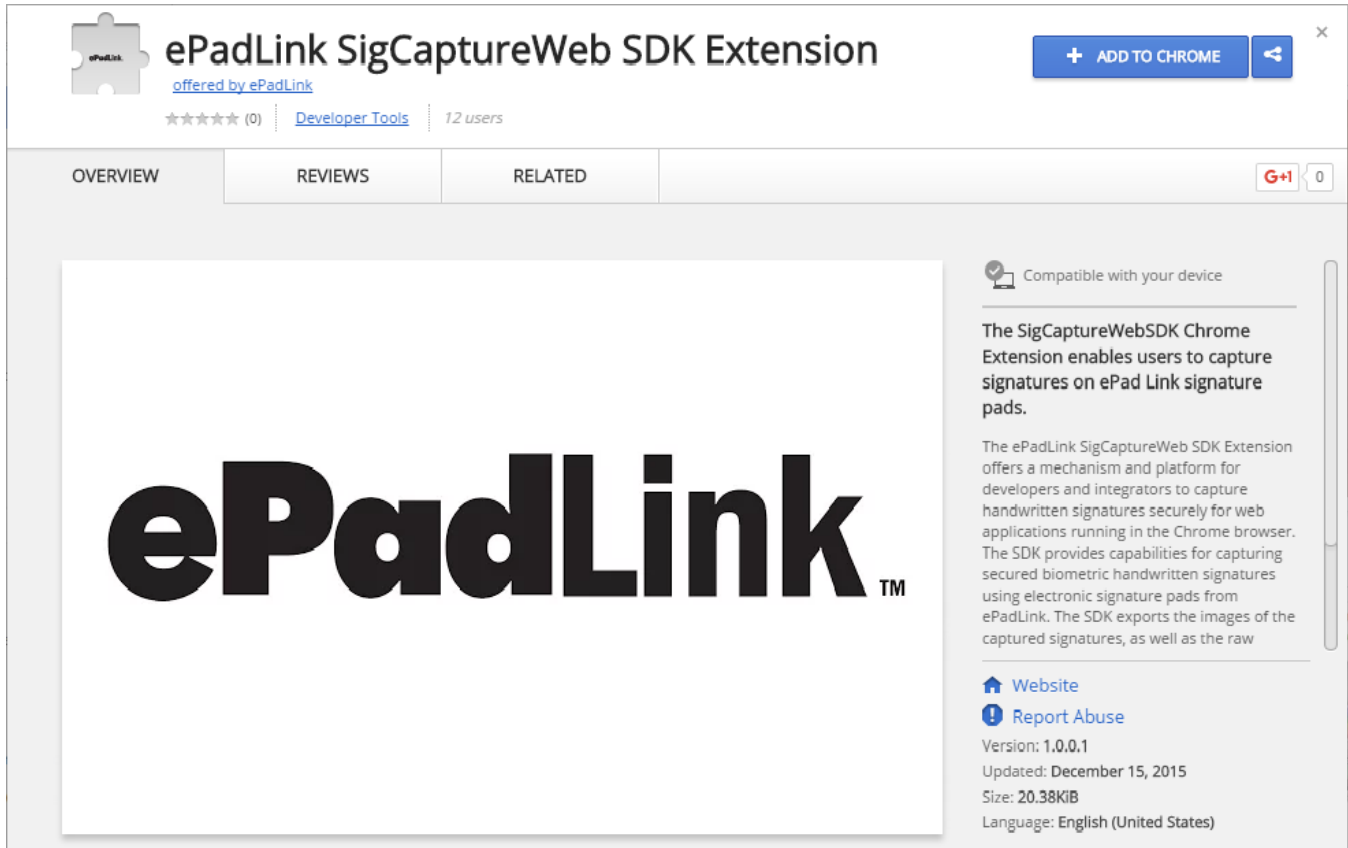 ePadLink
ePadLink SigCaptureWeb SDK Extension
offered by ePadLink
(0)
Developer Tools
12 users
+ ADD TO CHROME
×
OVERVIEW
REVIEWS
RELATED
G+1
0
ePadLink™
Compatible with your device
The SigCaptureWebSDK Chrome
Extension enables users to capture
signatures on ePad Link signature
pads.
The ePadLink SigCaptureWeb SDK Extension
offers a mechanism and platform for
developers and integrators to capture
handwritten signatures securely for web
applications running in the Chrome browser.
The SDK provides capabilities for capturing
secured biometric handwritten signatures
using electronic signature pads from
ePadLink. The SDK exports the images of the
captured signatures, as well as the raw
Website
Report Abuse
Version: 1.0.0.1
Updated: December 15, 2015
Size: 20.38KiB
Language: English (United States)